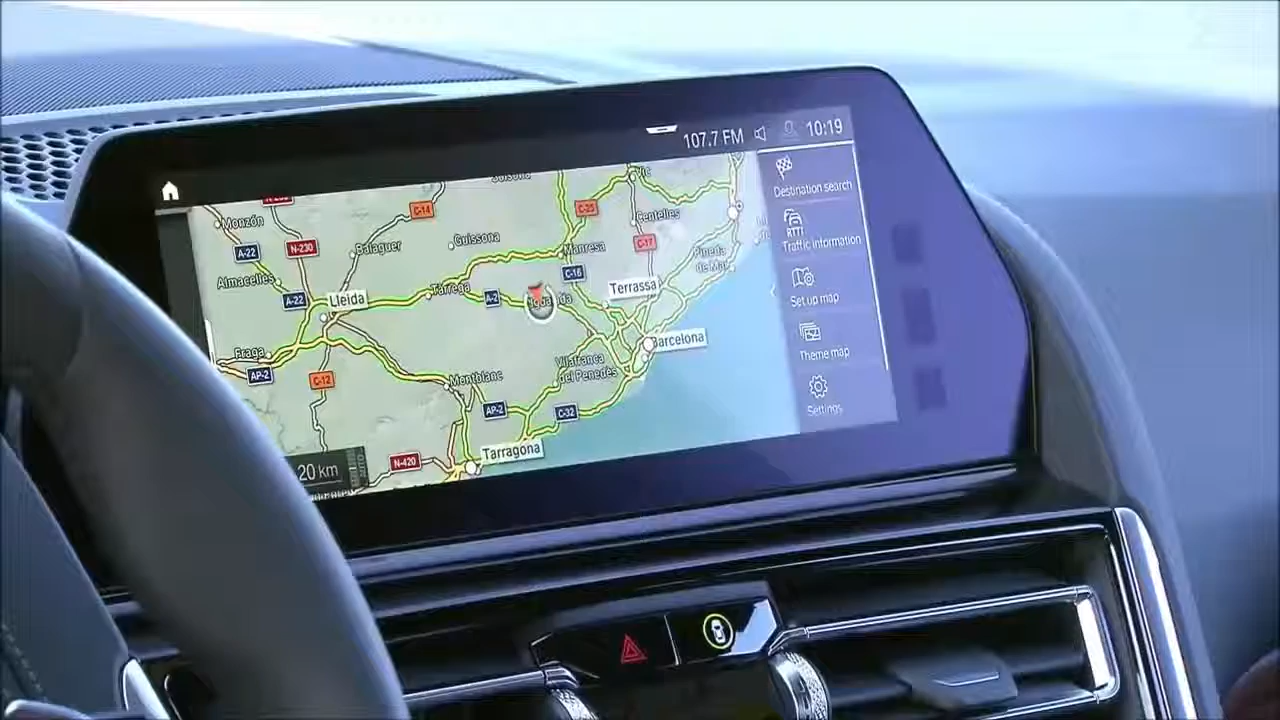 107.7 FM
10:19
Destination search
RTTI
Traffic information
Set up map
Theme map
Settings
Vic
C-25
C-14
Centelles
Monzón
Guissona
C-17
A-22
N-230
Balaguer
Manresa
Pineda
de Mar
C-16
Almacelles
Tàrrega
Terrassa
A-22
Lleida
A-2
Barcelona
Fraga
Vilafranca
del Penedès
AP-2
C-12
Montblanc
AP-2
C-32
Tarragona
N-420
20 km
AUTO